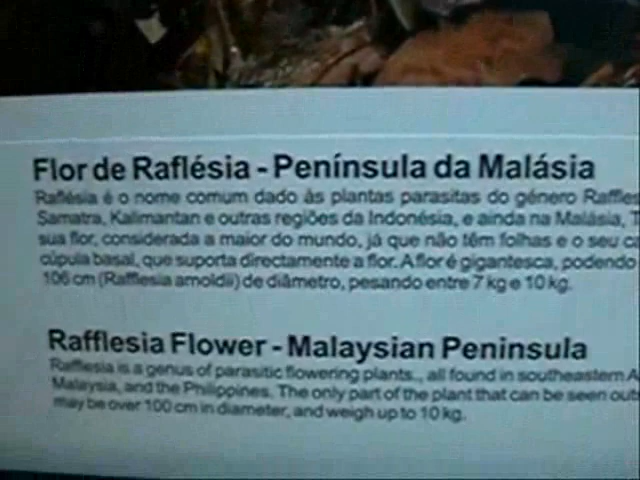 Flor de Raflésia - Península da Malásia
Raflésia é o nome comum dado às plantas parasitas do género Raffles
Samatra, Kalimantan e outras regiões da Indonésia, e ainda na Malásia, T
sua flor, considerada a maior do mundo, já que não têm folhas e o seu c
cúpula basal, que suporta directamente a flor. A flor é gigantesca, podendo
106 cm (Rafflesia arnoldii) de diâmetro, pesando entre 7 kg e 10 kg.
Rafflesia Flower - Malaysian Peninsula
Rafflesia is a genus of parasitic flowering plants., all found in southeastern A
Malaysia, and the Philippines. The only part of the plant that can be seen outs
may be over 100 cm in diameter, and weigh up to 10 kg.